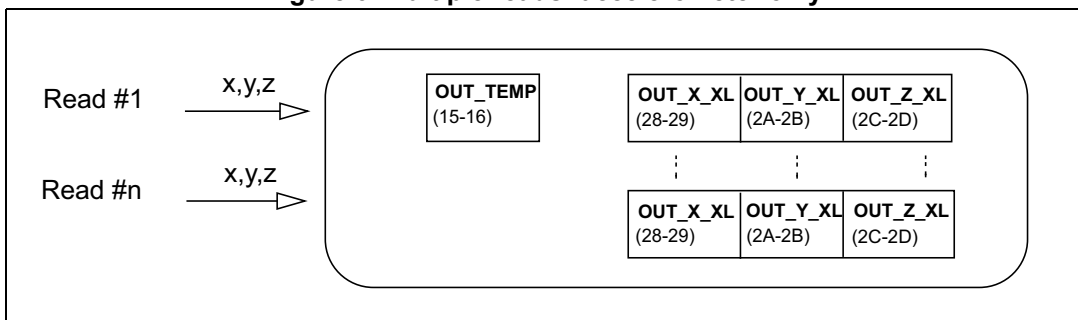 Read #1
x,y,z
OUT_TEMP
(15-16)
OUT_X_XL OUT_Y_XL OUT_Z_XL
(28-29) (2A-2B) (2C-2D)
Read #n
x,y,z
OUT_X_XL OUT_Y_XL OUT_Z_XL
(28-29) (2A-2B) (2C-2D)